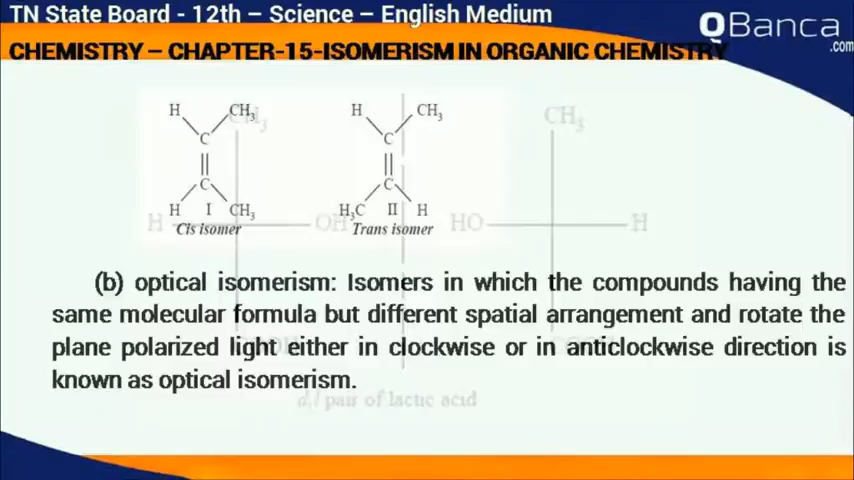 TN State Board - 12th – Science – English Medium
QBanca
.com
CHEMISTRY – CHAPTER-15-ISOMERISM IN ORGANIC CHEMISTRY
H CH3 H CH3 CH3 CH3
C C
C C
H I CH3 H3C II H
H OH HO H
Cis isomer Trans isomer
(b) optical isomerism: Isomers in which the compounds having the
same molecular formula but different spatial arrangement and rotate the
plane polarized light either in clockwise or in anticlockwise direction is
known as optical isomerism.
d,l pair of lactic acid